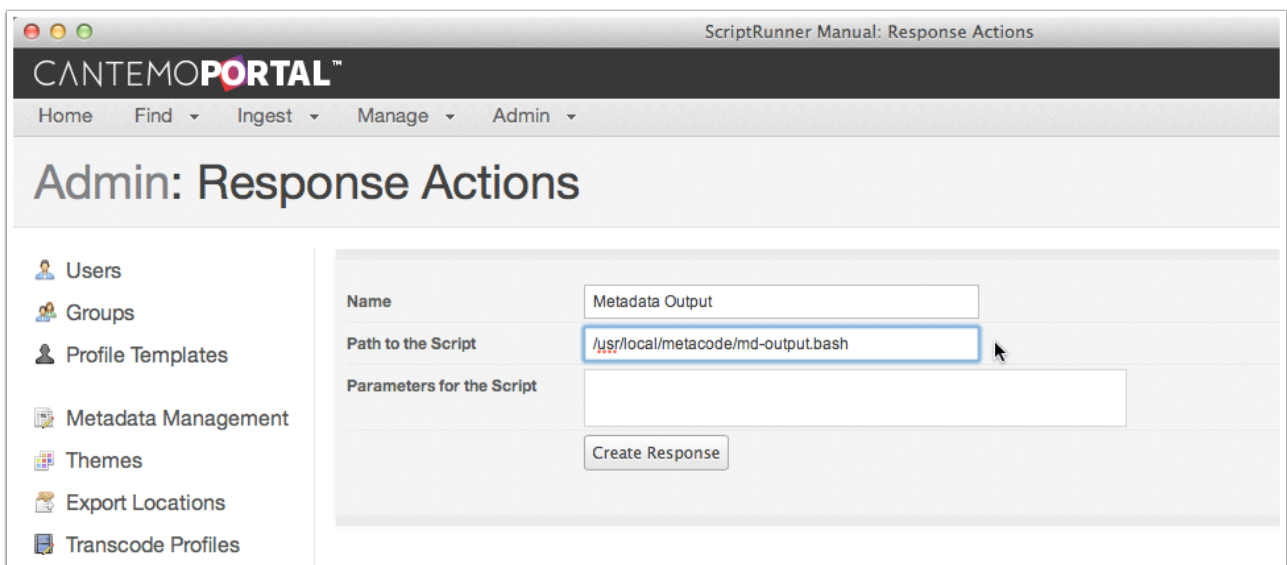 ScriptRunner Manual: Response Actions
CANTEMOPORTAL™
Home Find Ingest Manage Admin
Admin: Response Actions
Users
Groups
Profile Templates
Metadata Management
Themes
Export Locations
Transcode Profiles
Name Metadata Output
Path to the Script /usr/local/metacode/md-output.bash
Parameters for the Script
Create Response